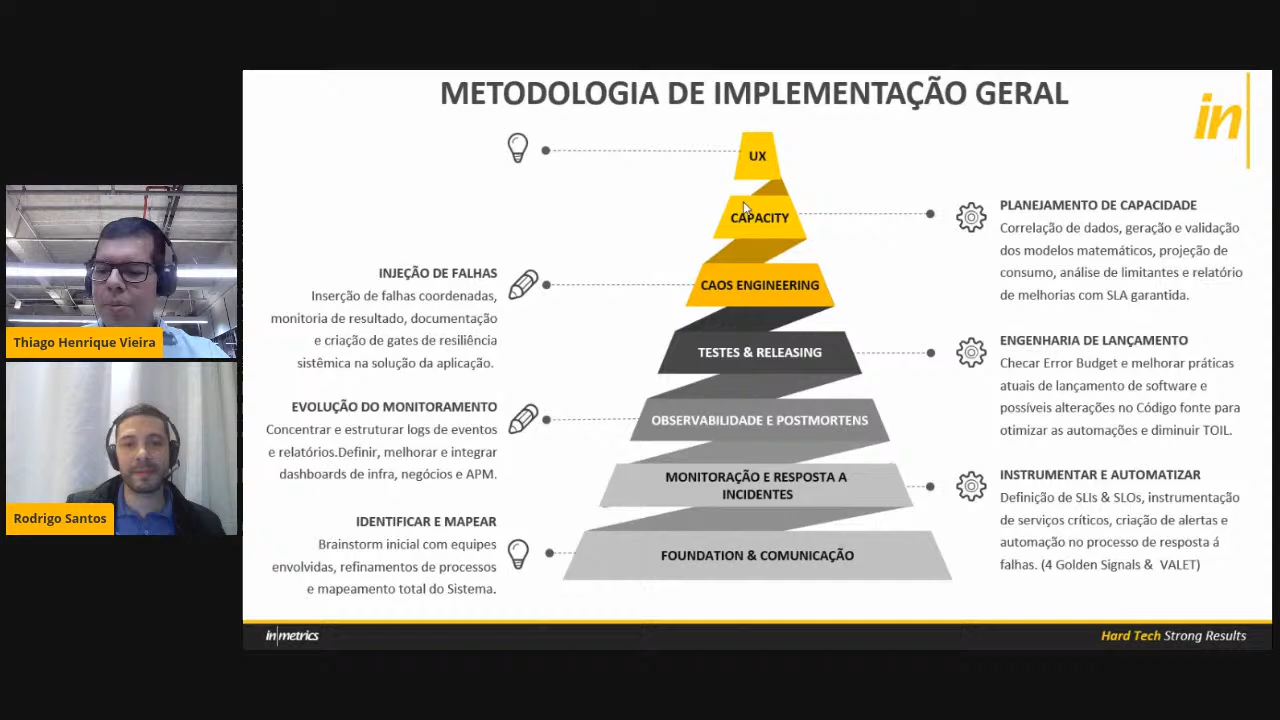 METODOLOGIA DE IMPLEMENTAÇÃO GERAL
in
UX
CAPACITY
CAOS ENGINEERING
TESTES & RELEASING
OBSERVABILIDADE E POSTMORTENS
MONITORAÇÃO E RESPOSTA A
INCIDENTES
FOUNDATION & COMUNICAÇÃO
INJEÇÃO DE FALHAS
Inserção de falhas coordenadas,
monitoria de resultado, documentação
e criação de gates de resiliência
sistêmica na solução da aplicação.
EVOLUÇÃO DO MONITORAMENTO
Concentrar e estruturar logs de eventos
e relatórios.Definir, melhorar e integrar
dashboards de infra, negócios e APM.
IDENTIFICAR E MAPEAR
Brainstorm inicial com equipes
envolvidas, refinamentos de processos
e mapeamento total do Sistema.
PLANEJAMENTO DE CAPACIDADE
Correlação de dados, geração e validação
dos modelos matemáticos, projeção de
consumo, análise de limitantes e relatório
de melhorias com SLA garantida.
ENGENHARIA DE LANÇAMENTO
Checar Error Budget e melhorar práticas
atuais de lançamento de software e
possíveis alterações no Código fonte para
otimizar as automações e diminuir TOIL.
INSTRUMENTAR E AUTOMATIZAR
Definição de SLIs & SLOs, instrumentação
de serviços críticos, criação de alertas e
automação no processo de resposta á
falhas. (4 Golden Signals & VALET)
Thiago Henrique Vieira
Rodrigo Santos
in|metrics
Hard Tech Strong Results